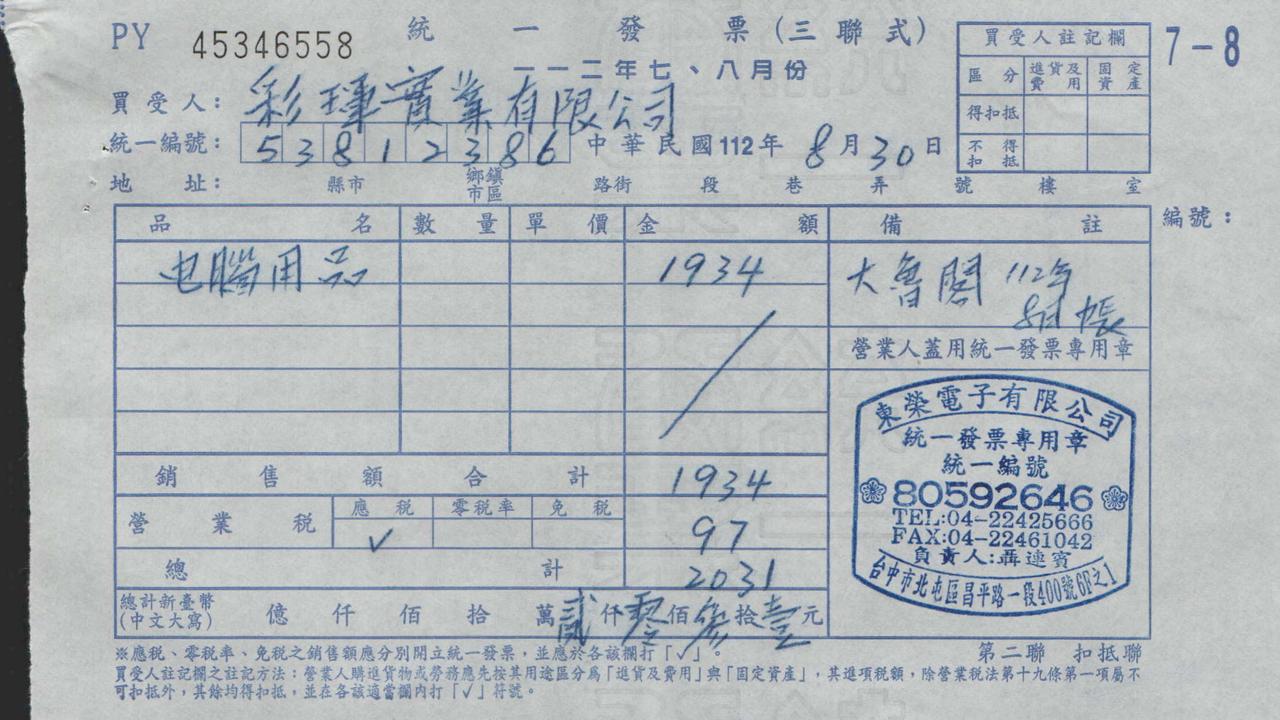 統一發票(三聯式)
PY 45346558
一一二年七、八月份
7-8
買受人註記欄
區分 進貨及費用 固定資產
得扣抵
不得扣抵
買受人: 彩琿實業有限公司
統一編號: 53812386 中華民國112年8月30日
地址: 縣市 鄉鎮市區 路街 段 巷 弄 號 樓 室
品名 數量 單價 金額 備註 編號:
电腦用品 1934 大魯閣 112年
8月帳
營業人蓋用統一發票專用章
東榮電子有限公司
統一發票專用章
統一編號
80592646
TEL:04-22425666
FAX:04-22461042
負責人:聶連賓
台中市北屯區昌平路一段400號6F之1
銷售額合計 1934
營業稅 應稅 零稅率 免稅
✓ 97
總計 2031
總計新臺幣
(中文大寫) 億 仟 佰 拾 萬 貳仟零佰參拾壹元
※應稅、零稅率、免稅之銷售額應分別開立統一發票,並應於各該欄打「✓」。
第二聯 扣抵聯
買受人註記欄之註記方法:營業人購進貨物或勞務應先按其用途區分為「進貨及費用」與「固定資產」,其進項稅額,除營業稅法第十九條第一項屬不
可扣抵外,其餘均得扣抵,並在各該適當欄內打「✓」符號。